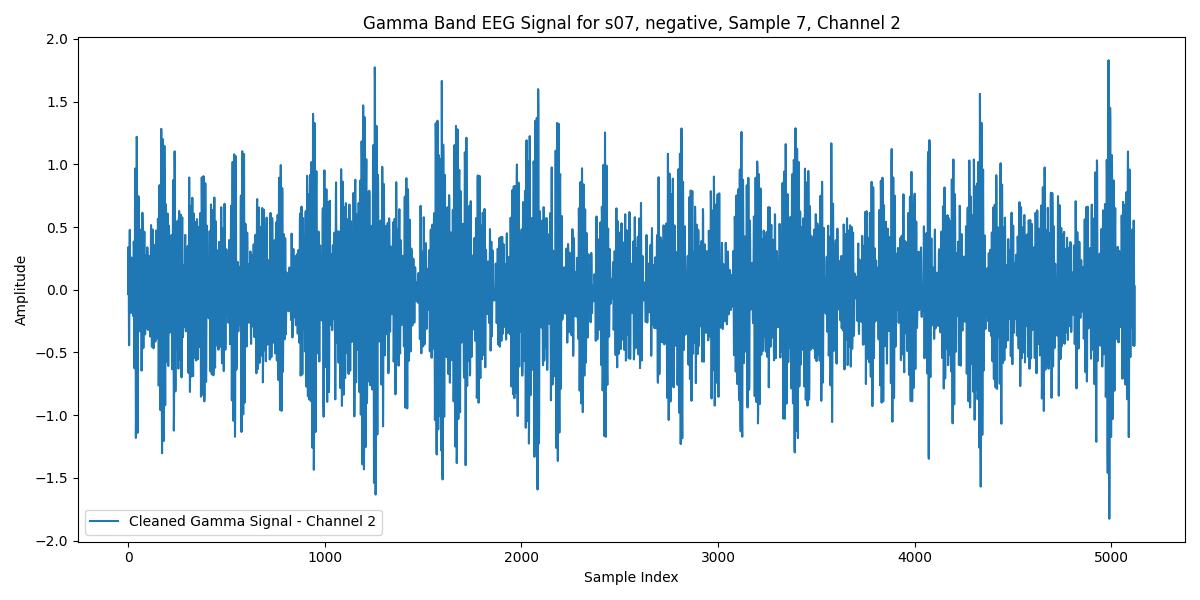 Gamma Band EEG Signal for s07, negative, Sample 7, Channel 2
2.0
1.5
1.0
0.5
0.0
−0.5
−1.0
−1.5
−2.0
Amplitude
Cleaned Gamma Signal - Channel 2
0 1000 2000 3000 4000 5000
Sample Index